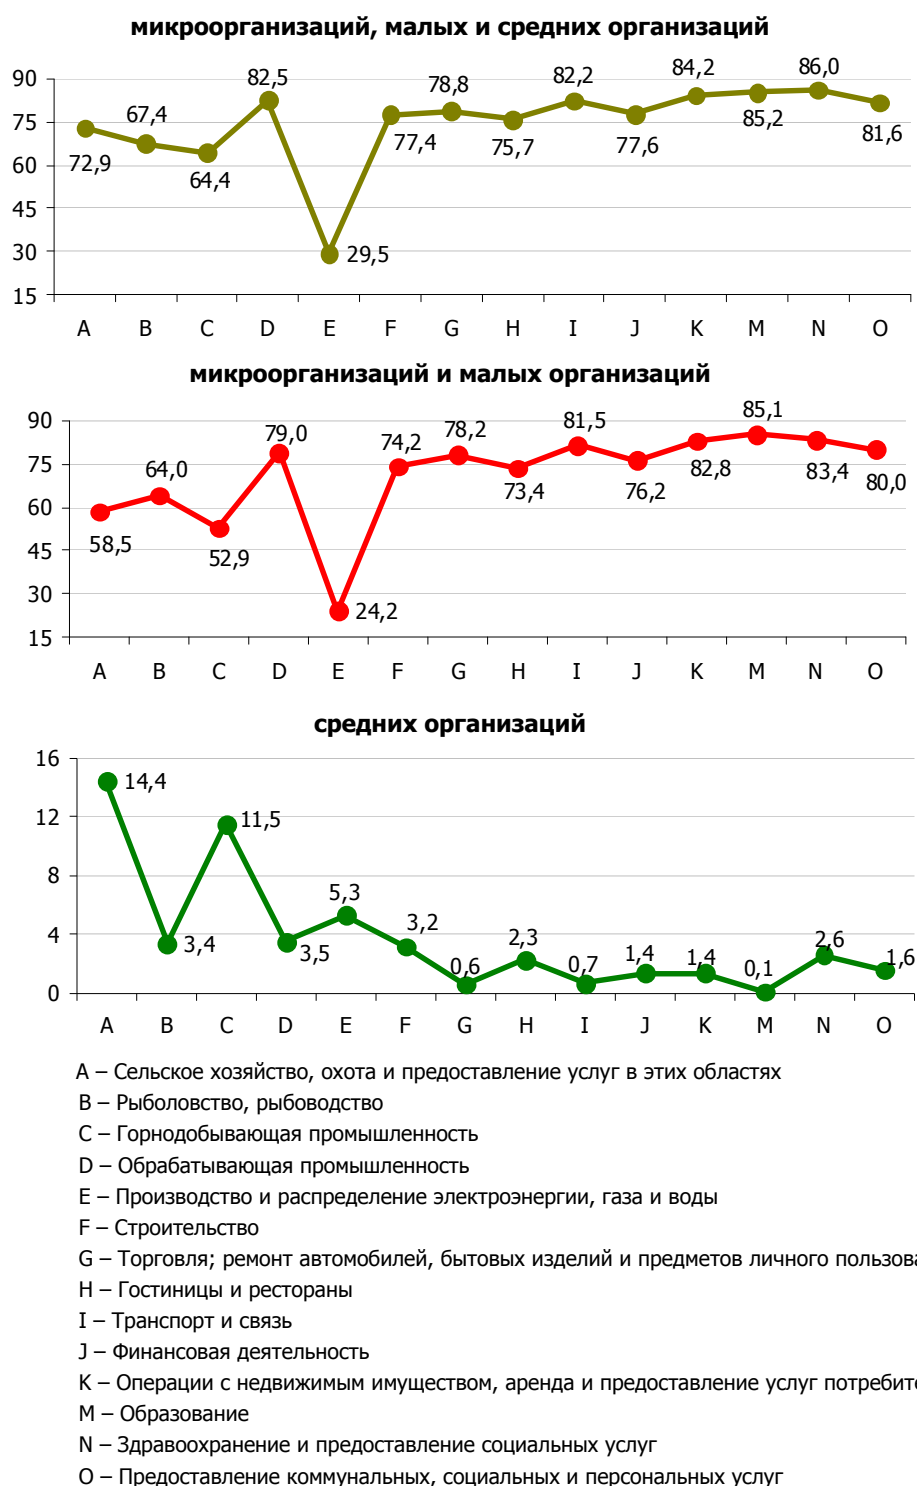 микроорганизаций, малых и средних организаций
90
75
60
45
30
15
72,9
67,4
64,4
82,5
29,5
77,4
78,8
75,7
82,2
77,6
84,2
85,2
86,0
81,6
A B C D E F G H I J K M N O
микроорганизаций и малых организаций
90
75
60
45
30
15
58,5
64,0
52,9
79,0
24,2
74,2
78,2
73,4
81,5
76,2
82,8
85,1
83,4
80,0
A B C D E F G H I J K M N O
средних организаций
16
12
8
4
0
14,4
3,4
11,5
3,5
5,3
3,2
0,6
2,3
0,7
1,4
1,4
0,1
2,6
1,6
A B C D E F G H I J K M N O
A – Сельское хозяйство, охота и предоставление услуг в этих областях
B – Рыболовство, рыбоводство
C – Горнодобывающая промышленность
D – Обрабатывающая промышленность
E – Производство и распределение электроэнергии, газа и воды
F – Строительство
G – Торговля; ремонт автомобилей, бытовых изделий и предметов личного пользова
H – Гостиницы и рестораны
I – Транспорт и связь
J – Финансовая деятельность
K – Операции с недвижимым имуществом, аренда и предоставление услуг потребите
M – Образование
N – Здравоохранение и предоставление социальных услуг
O – Предоставление коммунальных, социальных и персональных услуг